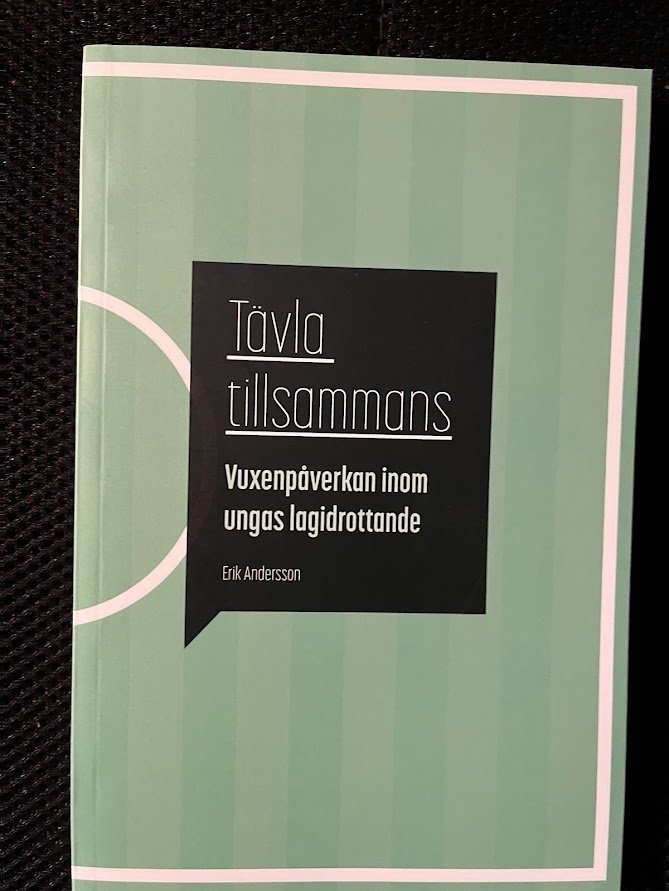 Tävla
tillsammans
Vuxenpåverkan inom
ungas lagidrottande
Erik Andersson